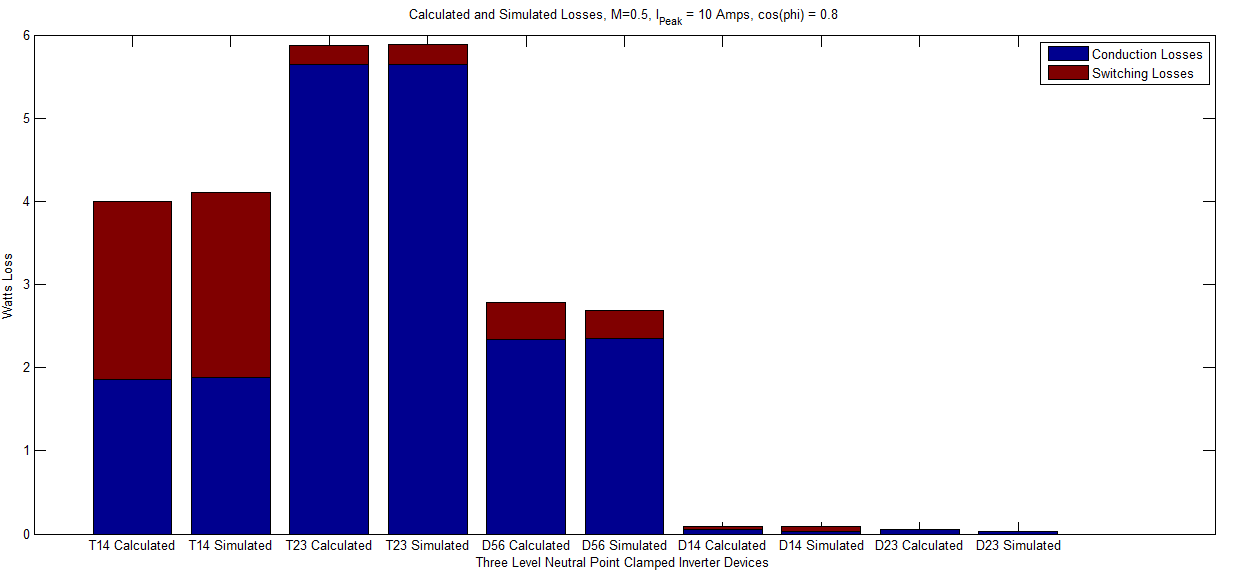 Calculated and Simulated Losses, M=0.5, I_Peak = 10 Amps, cos(phi) = 0.8
Conduction Losses
Switching Losses
6
5
4
3
2
1
0
Watts Loss
T14 Calculated T14 Simulated T23 Calculated T23 Simulated D56 Calculated D56 Simulated D14 Calculated D14 Simulated D23 Calculated D23 Simulated
Three Level Neutral Point Clamped Inverter Devices